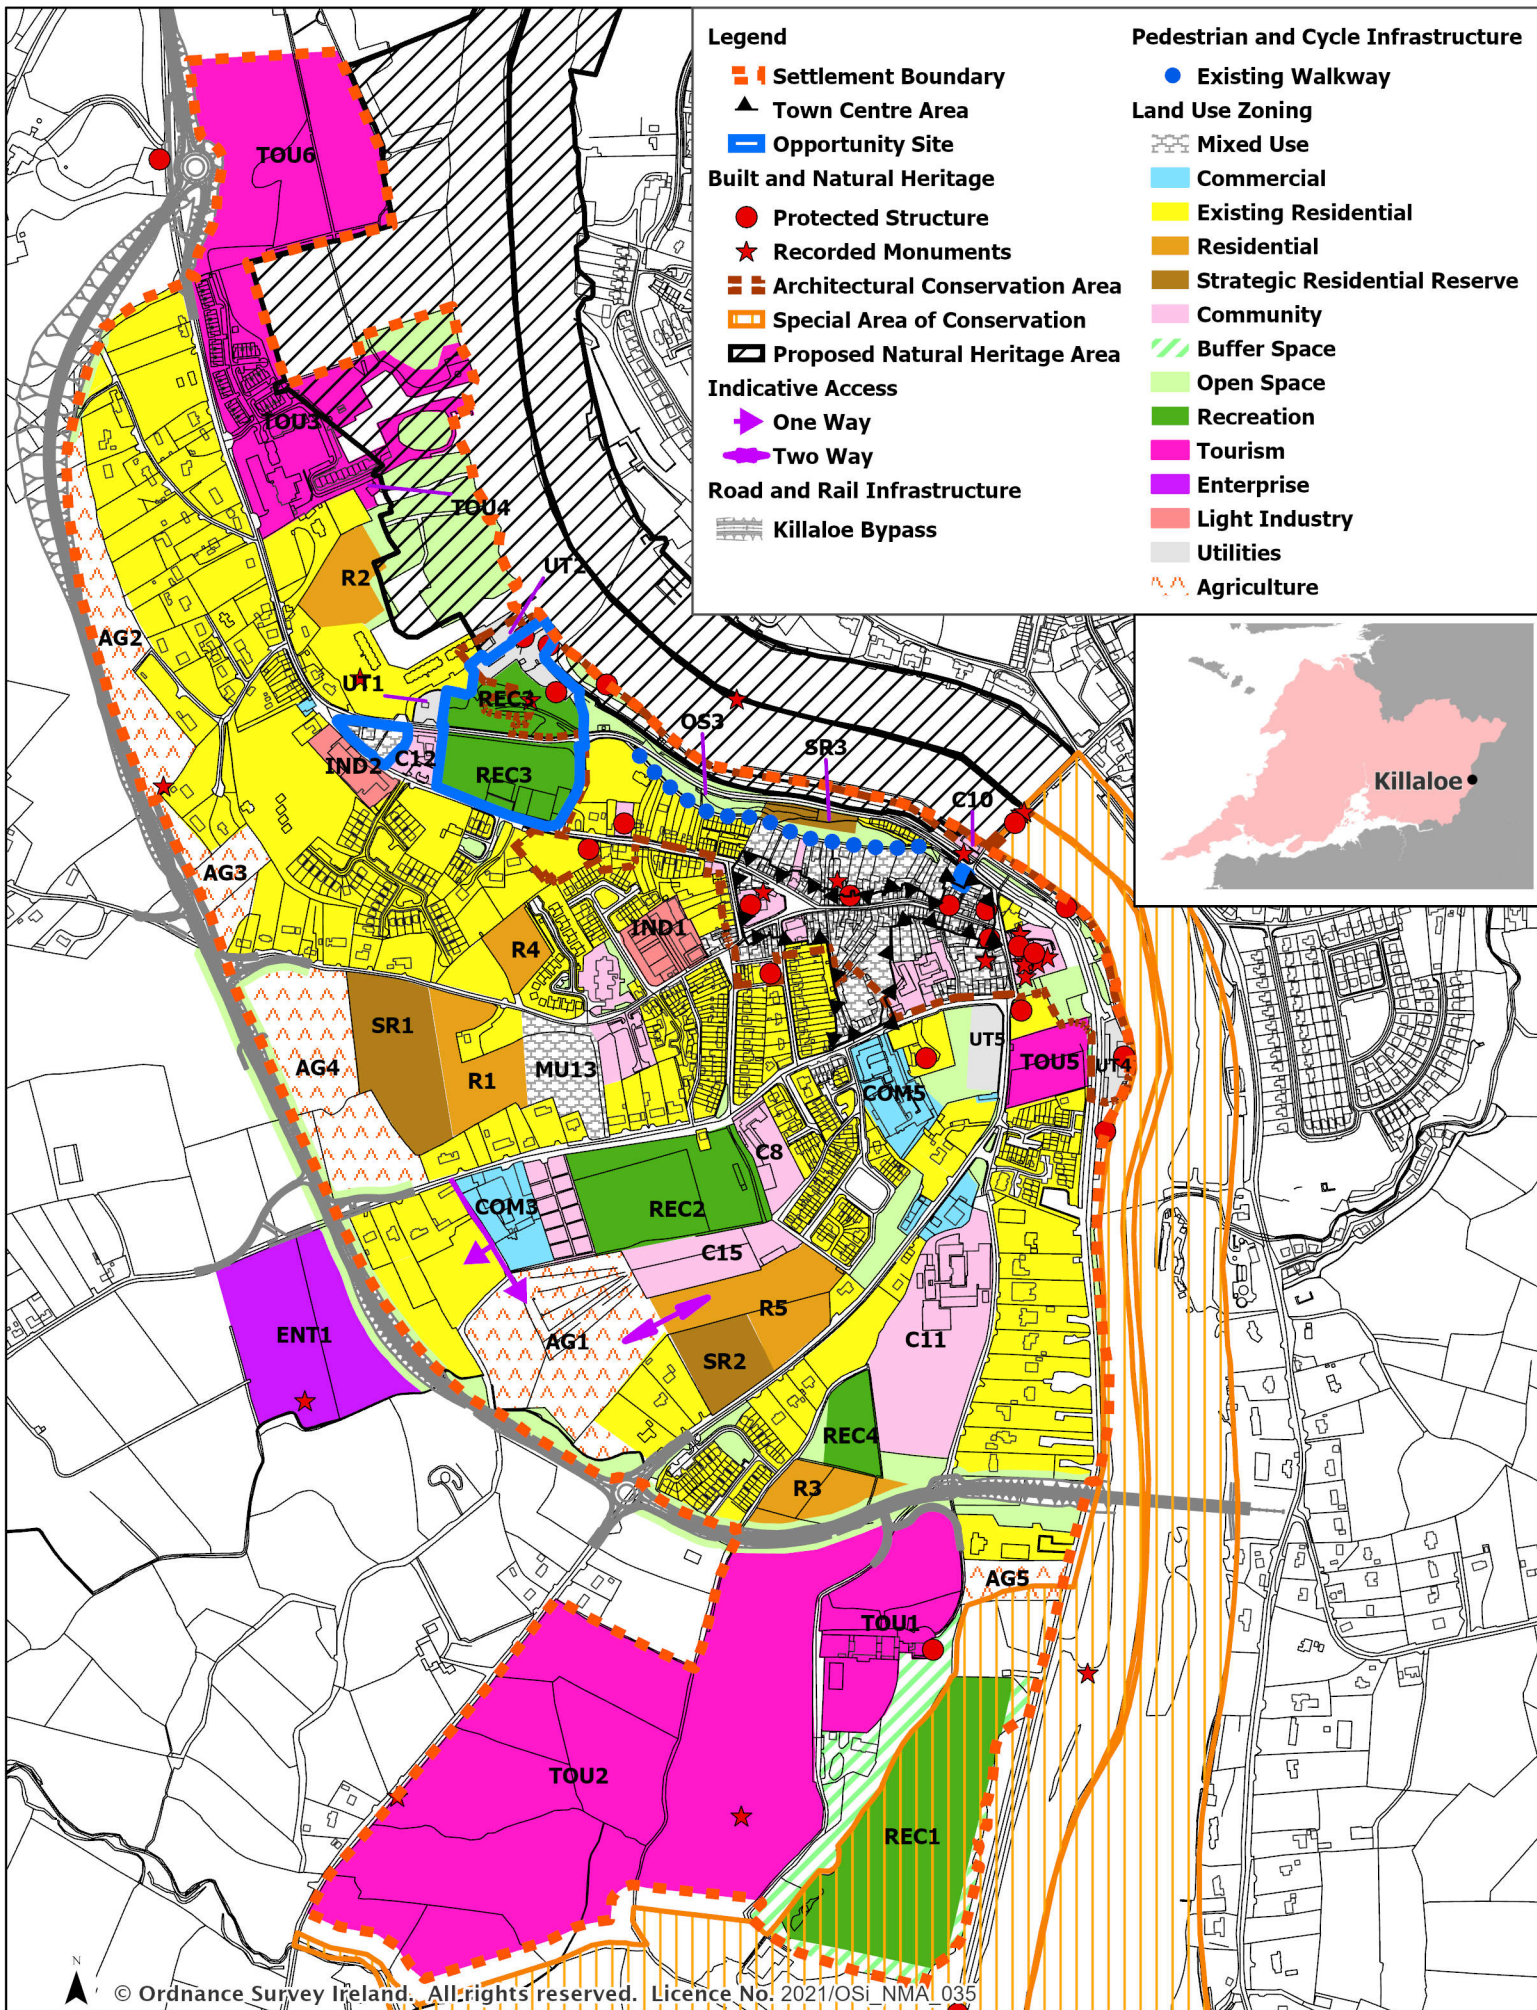 Legend
Settlement Boundary
Town Centre Area
Opportunity Site
Built and Natural Heritage
Protected Structure
Recorded Monuments
Architectural Conservation Area
Special Area of Conservation
Proposed Natural Heritage Area
Indicative Access
One Way
Two Way
Road and Rail Infrastructure
Killaloe Bypass
Pedestrian and Cycle Infrastructure
Existing Walkway
Land Use Zoning
Mixed Use
Commercial
Existing Residential
Residential
Strategic Residential Reserve
Community
Buffer Space
Open Space
Recreation
Tourism
Enterprise
Light Industry
Utilities
Agriculture
Killaloe
TOU6
TOU3
TOU4
UT2
R2
AG2
UT1
REC3
OS3
SR3
C12
IND2
REC3
C10
AG3
IND1
R4
SR1
UT5
TOU5
UT4
AG4
R1
MU13
COM5
C8
COM3
REC2
C15
R5
ENT1
AG1
SR2
C11
REC4
R3
AG5
TOU1
TOU2
REC1
N
© Ordnance Survey Ireland. All rights reserved. Licence No. 2021/OSi_NMA_035